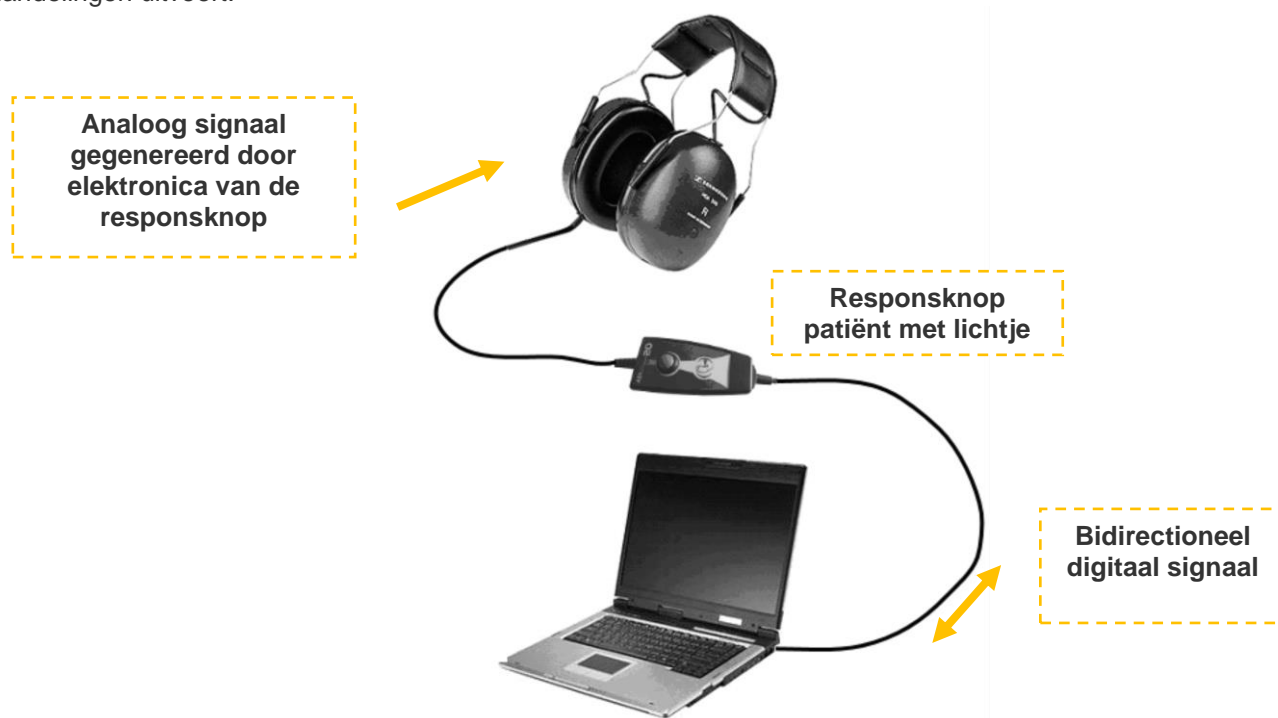 Analoog signaal
gegenereerd door
elektronica van de
responsknop
Responsknop
patiënt met lichtje
Bidirectioneel
digitaal signaal
R